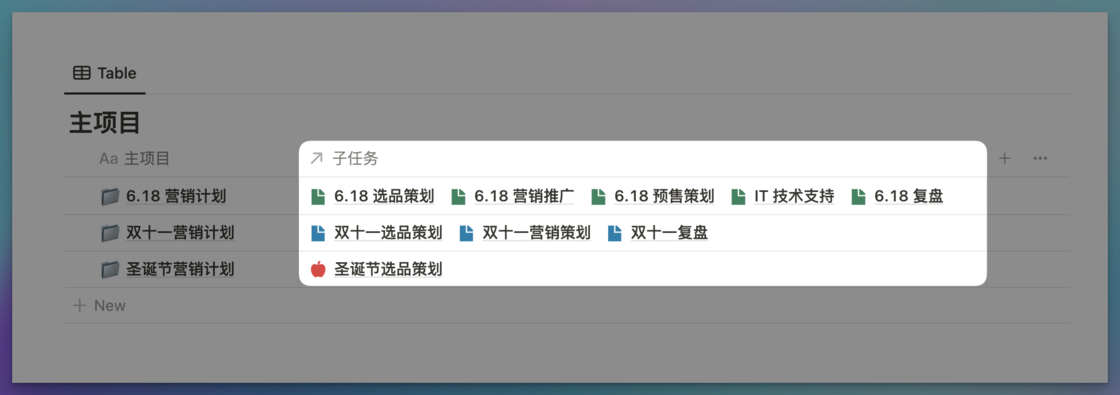 Table
主项目
Aa 主项目 子任务
6.18 营销计划 6.18 选品策划 6.18 营销推广 6.18 预售策划 IT 技术支持 6.18 复盘
双十一营销计划 双十一选品策划 双十一营销策划 双十一复盘
圣诞节营销计划 圣诞节选品策划
New